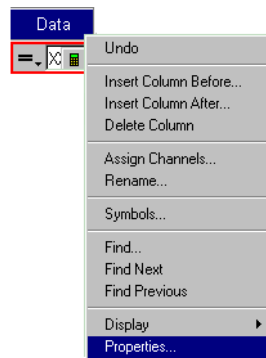 Data
Undo
Insert Column Before...
Insert Column After...
Delete Column
Assign Channels...
Rename...
Symbols...
Find...
Find Next
Find Previous
Display
Properties...